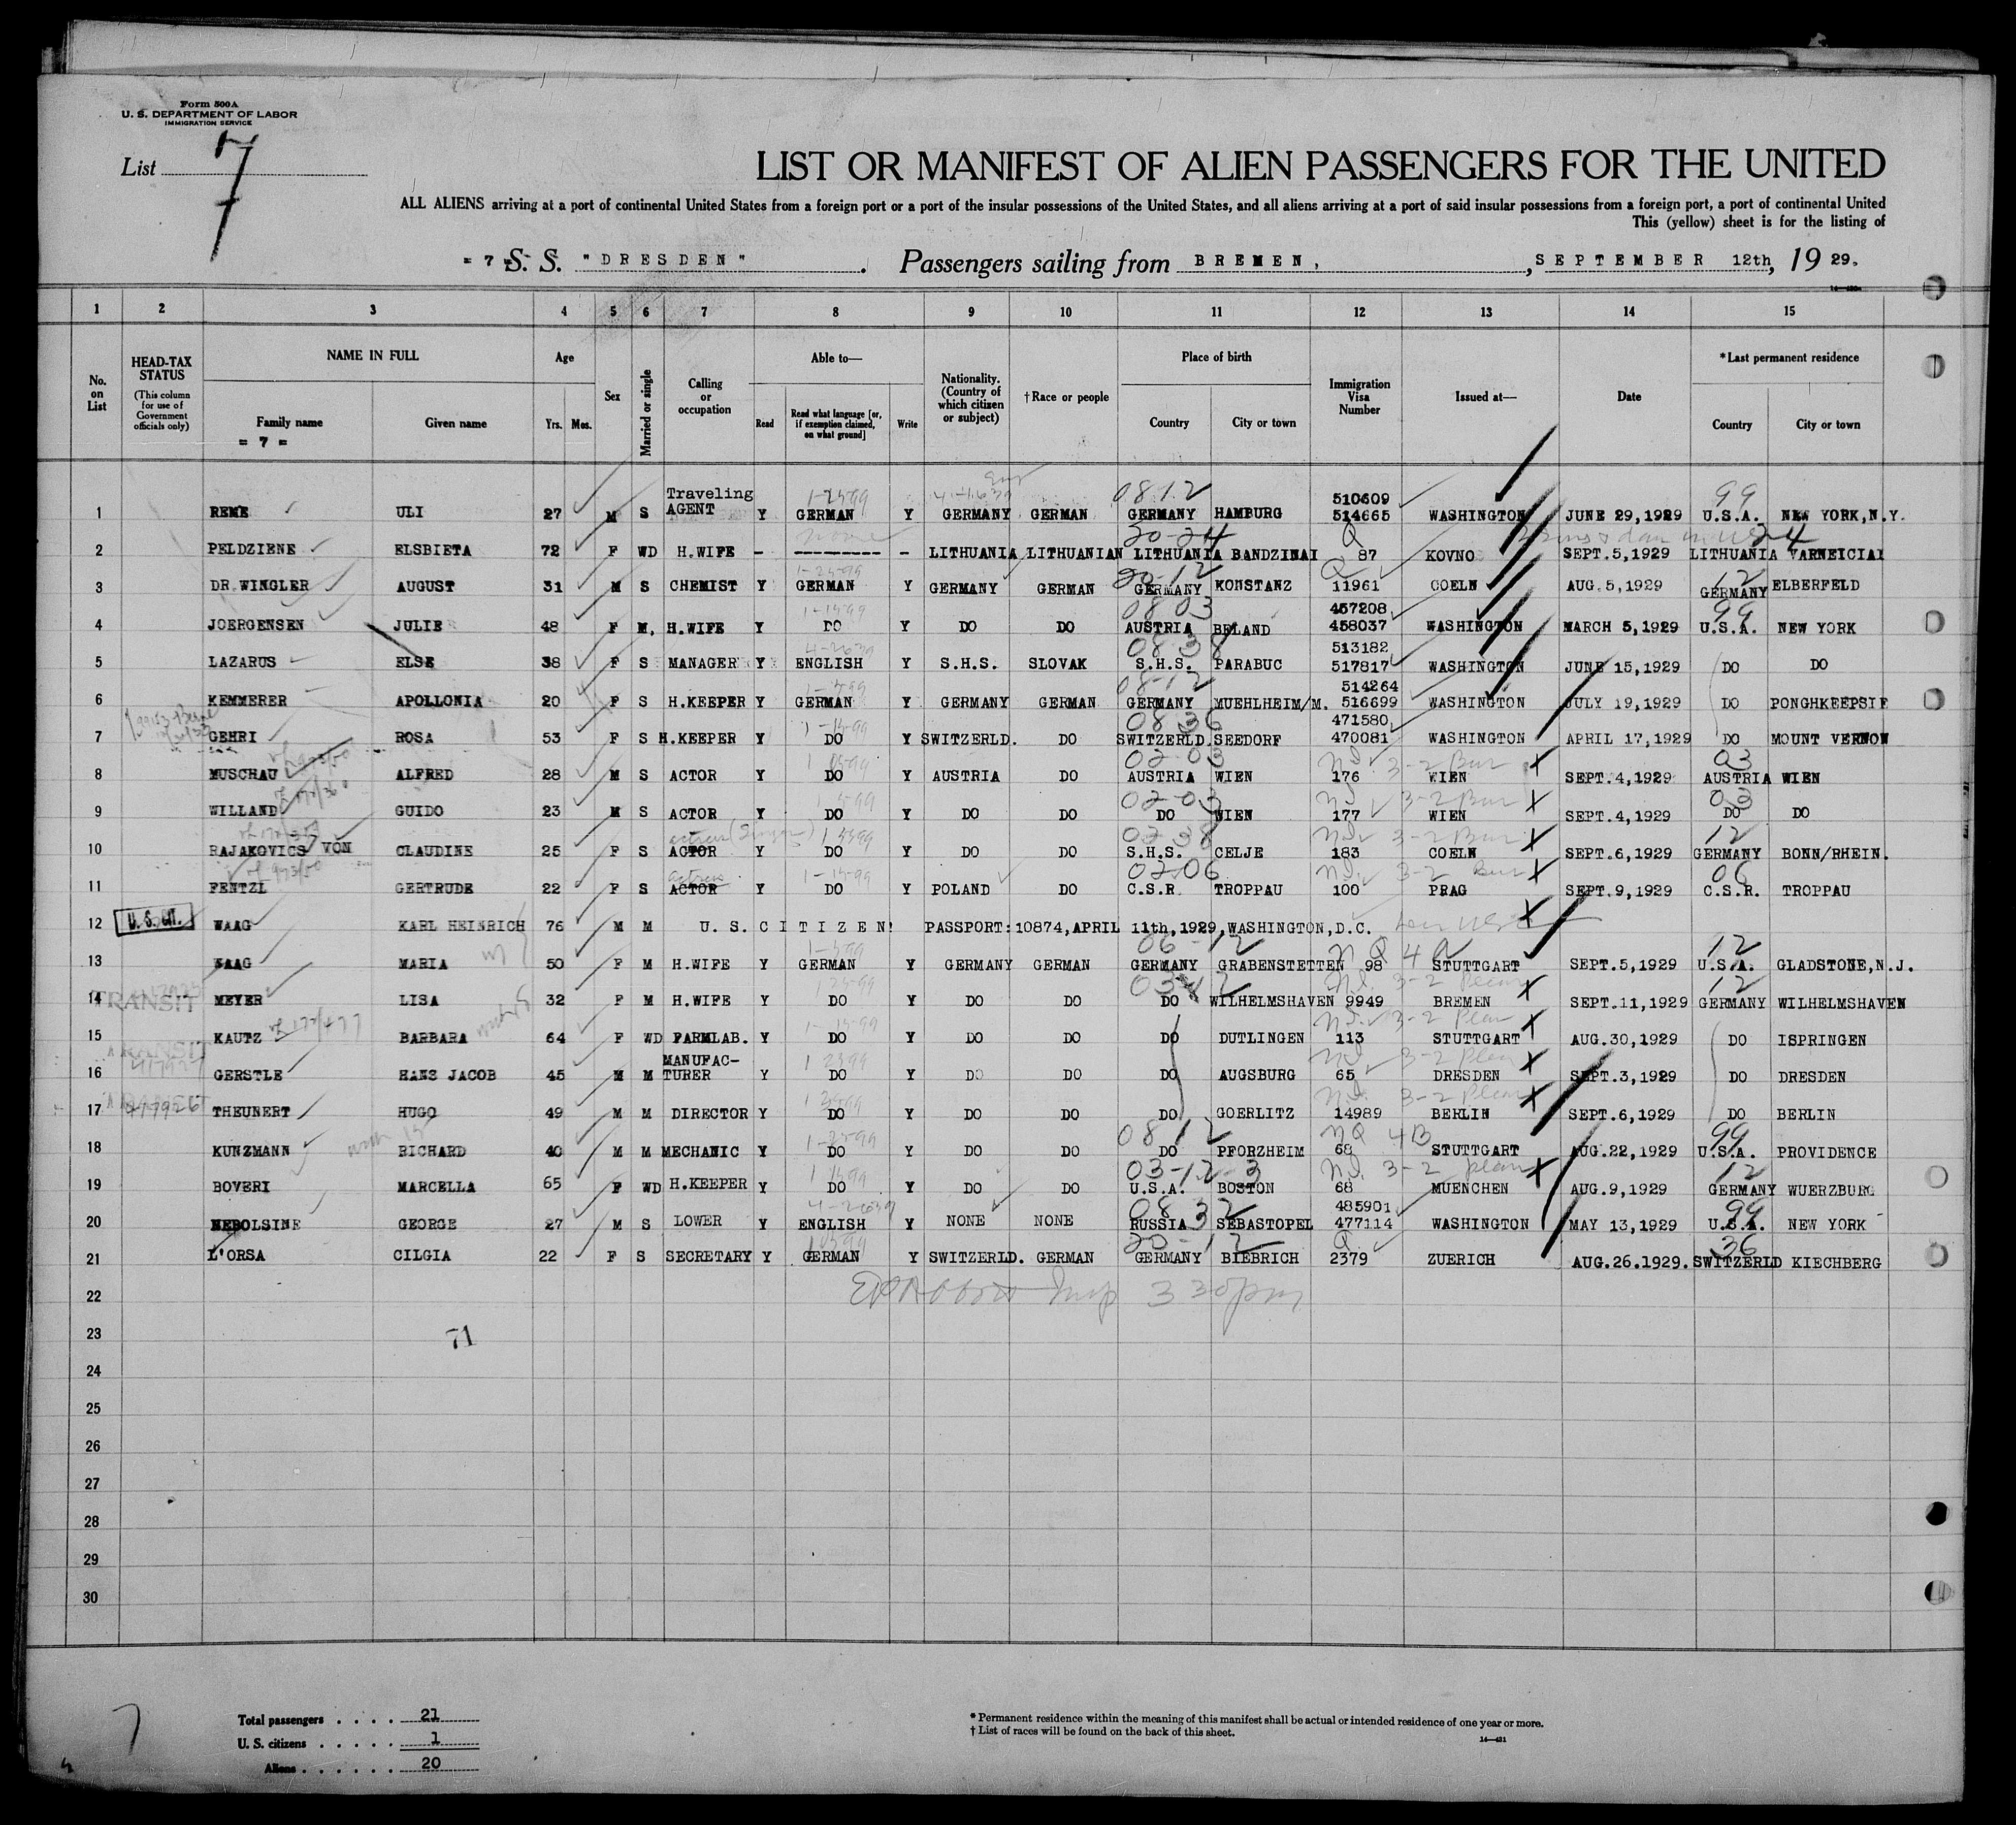 Form 500A
U. S. DEPARTMENT OF LABOR
IMMIGRATION SERVICE
List 7
LIST OR MANIFEST OF ALIEN PASSENGERS FOR THE UNITED
ALL ALIENS arriving at a port of continental United States from a foreign port or a port of the insular possessions of the United States, and all aliens arriving at a port of said insular possessions from a foreign port, a port of continental United
This (yellow) sheet is for the listing of
= 7 = S. S. "DRESDEN" . Passengers sailing from BREMEN, , SEPTEMBER 12th, 19 29.
1 2 3 4 5 6 7 8 9 10 11 12 13 14 15
No. on List HEAD-TAX STATUS (This column for use of Government officials only) NAME IN FULL Family name Given name Age Yrs. Mos. Sex Married or single Calling or occupation Able to— Read Read what language [or, if exemption claimed, on what ground] Write Nationality. (Country of which citizen or subject) †Race or people Place of birth Country City or town Immigration Visa Number Issued at— Date *Last permanent residence Country City or town
= 7 =
1 REME ULI 27 M S Traveling AGENT Y GERMAN Y GERMANY GERMAN GERMANY HAMBURG 510609 514665 WASHINGTON JUNE 29,1929 U.S.A. NEW YORK,N.Y.
2 PELDZIENE ELSBIETA 72 F WD H.WIFE - --------- - LITHUANIA LITHUANIAN LITHUANIA BANDZINAI 87 KOVNO SEPT.5,1929 LITHUANIA VARNEICIAI
3 DR.WINGLER AUGUST 31 M S CHEMIST Y GERMAN Y GERMANY GERMAN GERMANY KONSTANZ 11961 COELN AUG.5,1929 GERMANY ELBERFELD
4 JOERGENSEN JULIE 48 F M, H.WIFE Y DO Y DO DO AUSTRIA BELAND 457208 458037 WASHINGTON MARCH 5,1929 U.S.A. NEW YORK
5 LAZARUS ELSE 38 F S MANAGER Y ENGLISH Y S.H.S. SLOVAK S.H.S. PARABUC 513182 517817 WASHINGTON JUNE 15,1929 DO DO
6 KEMMERER APOLLONIA 20 F S H.KEEPER Y GERMAN Y GERMANY GERMAN GERMANY MUEHLHEIM/M. 514264 516699 WASHINGTON JULY 19,1929 DO PONGHKEEPSIE
7 GEHRI ROSA 53 F S H.KEEPER Y DO Y SWITZERLD. DO SWITZERLD. SEEDORF 471580 470081 WASHINGTON APRIL 17,1929 DO MOUNT VERNON
8 MUSCHAU ALFRED 28 M S ACTOR Y DO Y AUSTRIA DO AUSTRIA WIEN 176 WIEN SEPT.4,1929 AUSTRIA WIEN
9 WILLAND GUIDO 23 M S ACTOR Y DO Y DO DO DO WIEN 177 WIEN SEPT.4,1929 DO DO
10 RAJAKOVICS VON CLAUDINE 25 F S ACTOR Y DO Y DO DO S.H.S. CELJE 183 COELN SEPT.6,1929 GERMANY BONN/RHEIN.
11 FENTZL GERTRUDE 22 F S ACTOR Y DO Y POLAND DO C.S.R. TROPPAU 100 PRAG SEPT.9,1929 C.S.R. TROPPAU
12 U.S. CIT. WAAG KARL HEINRICH 76 M M U. S. CITIZEN! PASSPORT:10874,APRIL 11th,1929,WASHINGTON,D.C.
13 WAAG MARIA 50 F M H.WIFE Y GERMAN Y GERMANY GERMAN GERMANY GRABENSTETTEN 98 STUTTGART SEPT.5,1929 U.S.A. GLADSTONE,N.J.
14 TRANSIT MEYER LISA 32 F M H.WIFE Y DO Y DO DO DO WILHELMSHAVEN 9949 BREMEN SEPT.11,1929 GERMANY WILHELMSHAVEN
15 KAUTZ BARBARA 64 F WD FARMLAB. Y DO Y DO DO DO DUTLINGEN 113 STUTTGART AUG.30,1929 DO ISPRINGEN
16 TRANSIT GERSTLE HANS JACOB 45 M M MANUFAC- TURER Y DO Y DO DO DO AUGSBURG 65 DRESDEN SEPT.3,1929 DO DRESDEN
17 TRANSIT THEUNERT HUGO 49 M M DIRECTOR Y DO Y DO DO DO GOERLITZ 14989 BERLIN SEPT.6,1929 DO BERLIN
18 KUNZMANN RICHARD 40 M M MECHANIC Y DO Y DO DO DO PFORZHEIM 68 STUTTGART AUG.22,1929 U.S.A. PROVIDENCE
19 BOVERI MARCELLA 65 F WD H.KEEPER Y DO Y DO DO U.S.A. BOSTON 68 MUENCHEN AUG.9,1929 GERMANY WUERZBURG
20 NEBOLSINE GEORGE 27 M S LOWER Y ENGLISH Y NONE NONE RUSSIA SEBASTOPEL 485901 477114 WASHINGTON MAY 13,1929 U.S.A. NEW YORK
21 L'ORSA CILGIA 22 F S SECRETARY Y GERMAN Y SWITZERLD. GERMAN GERMANY BIEBRICH 2379 ZUERICH AUG.26.1929. SWITZERLD KIECHBERG
22 3 30 pm
23 71
24
25
26
27
28
29
30
7
Total passengers . . . . 21
U. S. citizens . . . . . 1
Aliens . . . . . . 20
* Permanent residence within the meaning of this manifest shall be actual or intended residence of one year or more.
† List of races will be found on the back of this sheet.
14—431